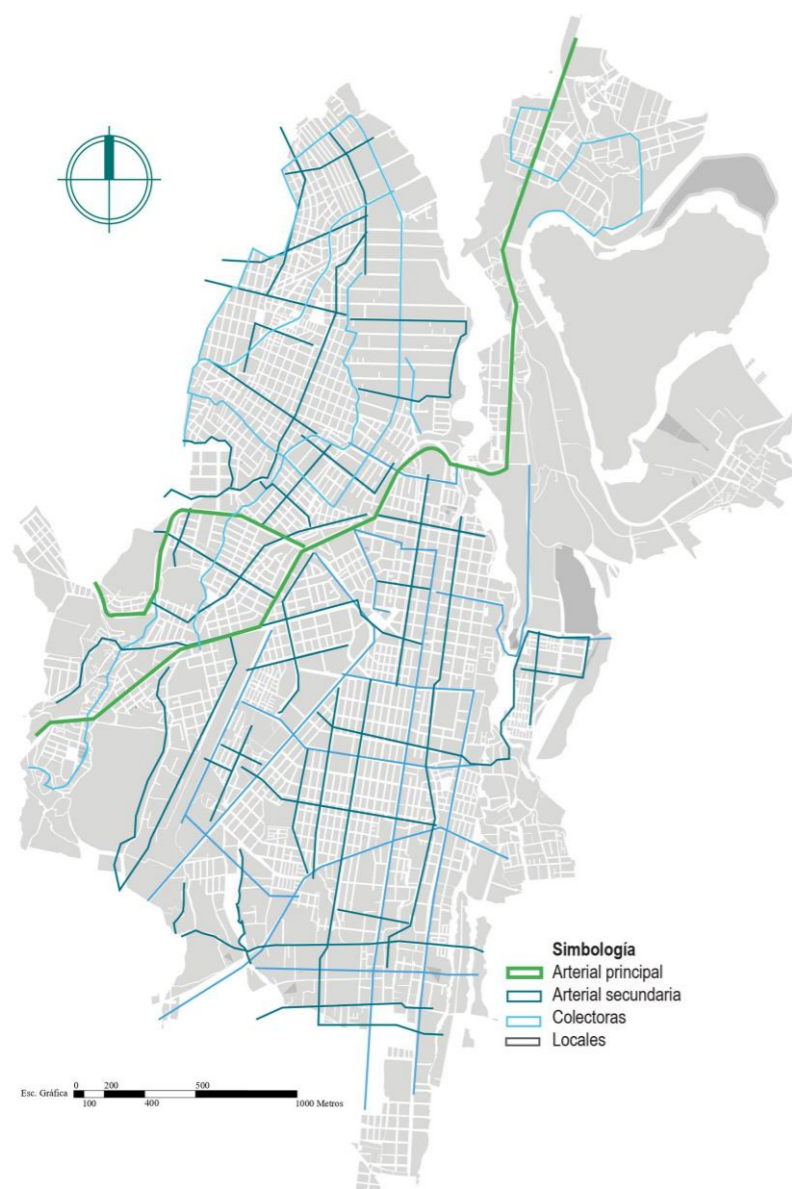 Simbología
Arterial principal
Arterial secundaria
Colectoras
Locales
0 200 500
Esc. Gráfica 1000 Metros
100 400